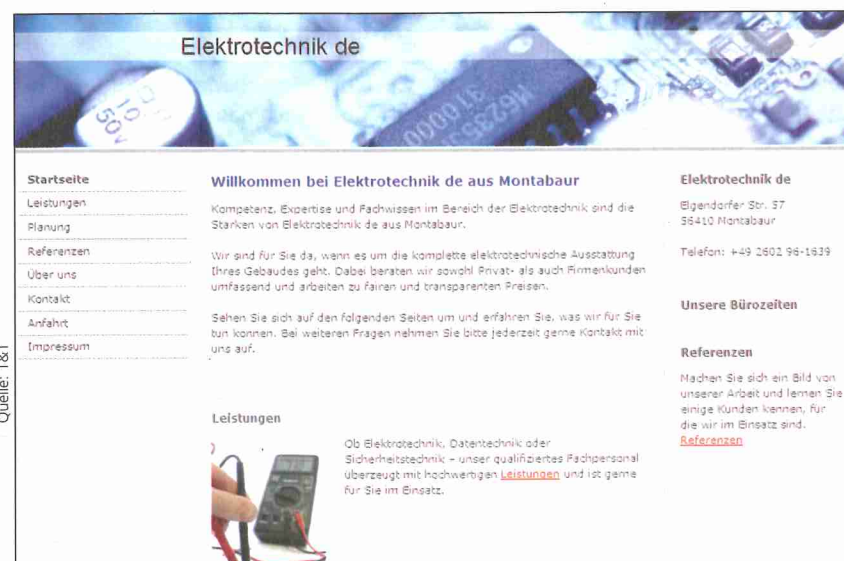 Elektrotechnik de
Startseite
Leistungen
Planung
Referenzen
Über uns
Kontakt
Anfahrt
Impressum
Willkommen bei Elektrotechnik de aus Montabaur
Kompetenz, Expertise und Fachwissen im Bereich der Elektrotechnik sind die
Stärken von Elektrotechnik de aus Montabaur.
Wir sind für Sie da, wenn es um die komplette elektrotechnische Ausstattung
Ihres Gebäudes geht. Dabei beraten wir sowohl Privat- als auch Firmenkunden
umfassend und arbeiten zu fairen und transparenten Preisen.
Sehen Sie sich auf den folgenden Seiten um und erfahren Sie, was wir für Sie
tun können. Bei weiteren Fragen nehmen Sie bitte jederzeit gerne Kontakt mit
uns auf.
Leistungen
Ob Elektrotechnik, Datentechnik oder
Sicherheitstechnik – unser qualifiziertes Fachpersonal
überzeugt mit hochwertigen Leistungen und ist gerne
für Sie im Einsatz.
Elektrotechnik de
Elgendorfer Str. 57
56410 Montabaur
Telefon: +49 2602 96-1639
Unsere Bürozeiten
Referenzen
Machen Sie sich ein Bild von
unserer Arbeit und lernen Sie
einige Kunden kennen, für
die wir im Einsatz sind.
Referenzen
Quelle: 1&1